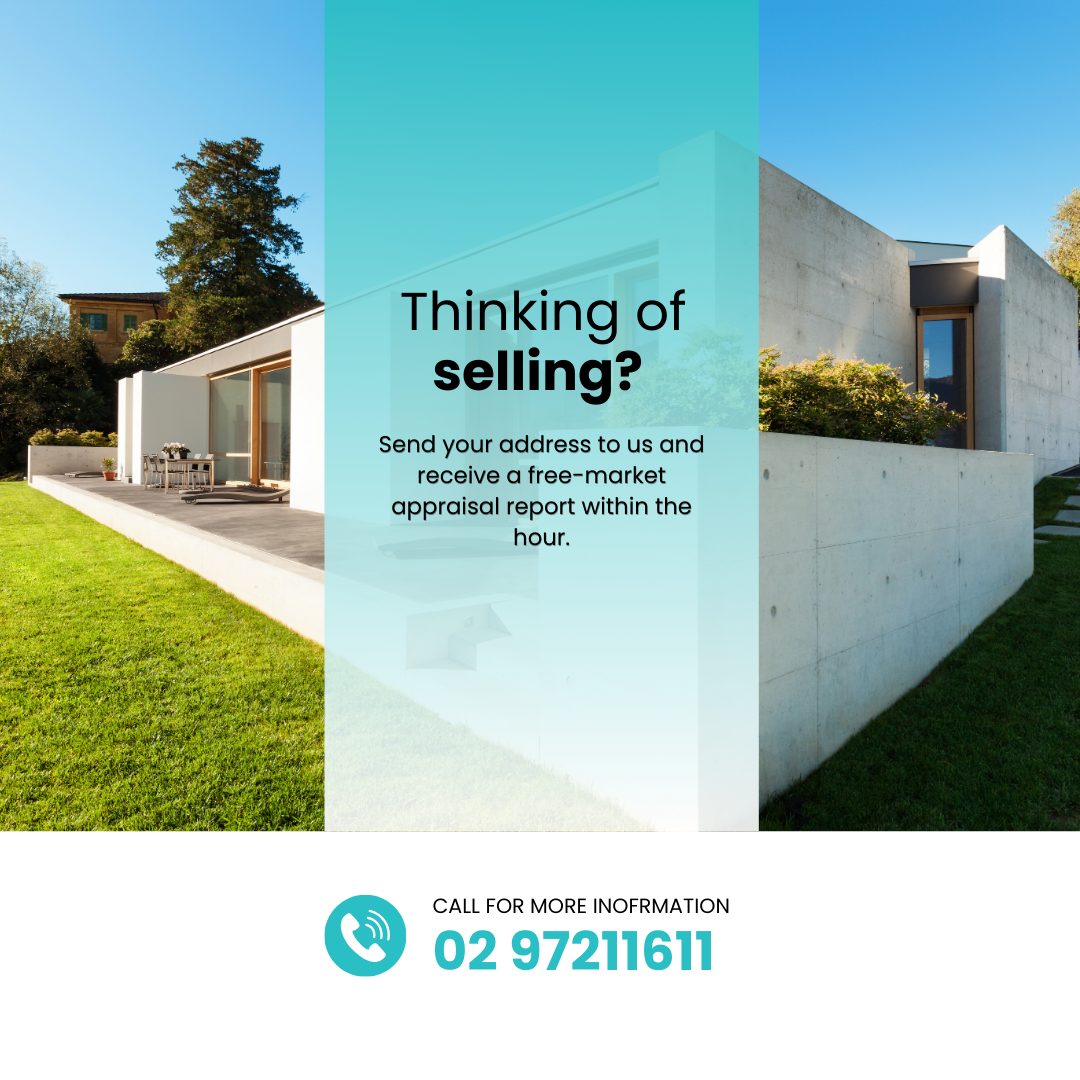 Thinking of
selling?
Send your address to us and
receive a free-market
appraisal report within the
hour.
CALL FOR MORE INOFRMATION
02 97211611